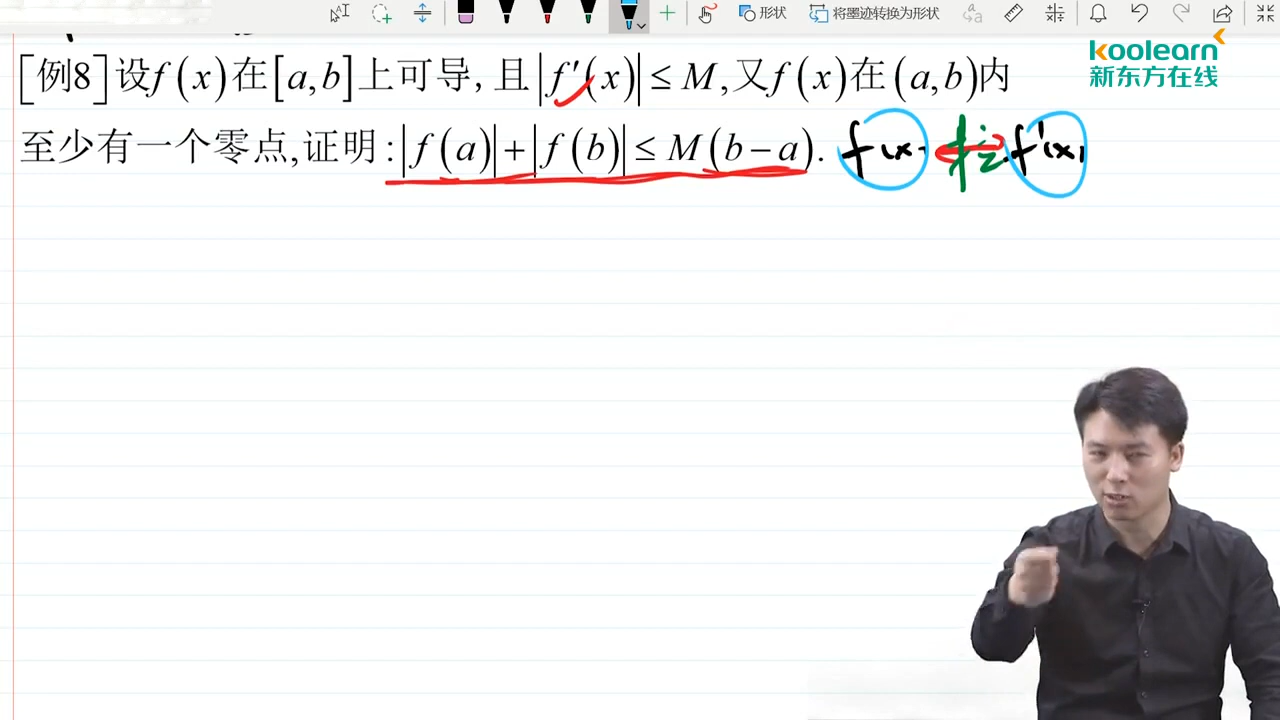 形状 将墨迹转换为形状
koolearn
新东方在线
[例8]设f(x)在[a,b]上可导,且|f′(x)|≤M,又f(x)在(a,b)内
至少有一个零点,证明:|f(a)|+|f(b)|≤M(b−a). f(x) 拉 f′(x)